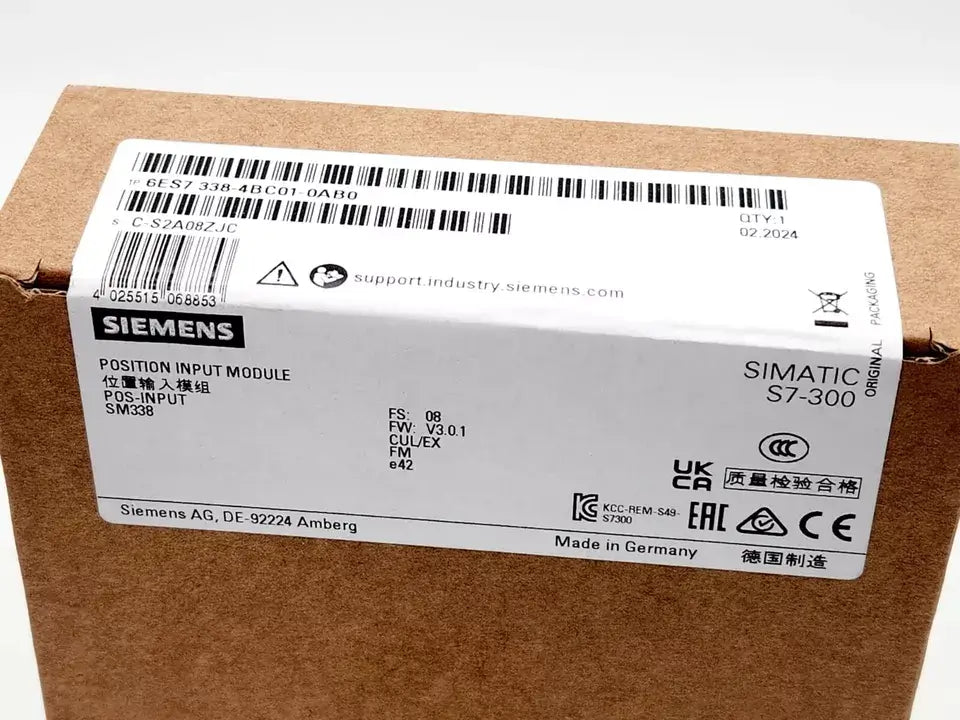 1P 6ES7 338-4BC01-0AB0
S C-S2A08ZJC
QTY:1
02.2024
4 025515 068853
support.industry.siemens.com
ORIGINAL PACKAGING
SIEMENS
POSITION INPUT MODULE
位置输入模组
POS-INPUT
SM338
SIMATIC
S7-300
FS: 08
FW: V3.0.1
CUL/EX
FM
e42
CCC
UK
CA
质量检验合格
KCC-REM-S49-
S7300
EAC
CE
Siemens AG, DE-92224 Amberg
Made in Germany
德国制造